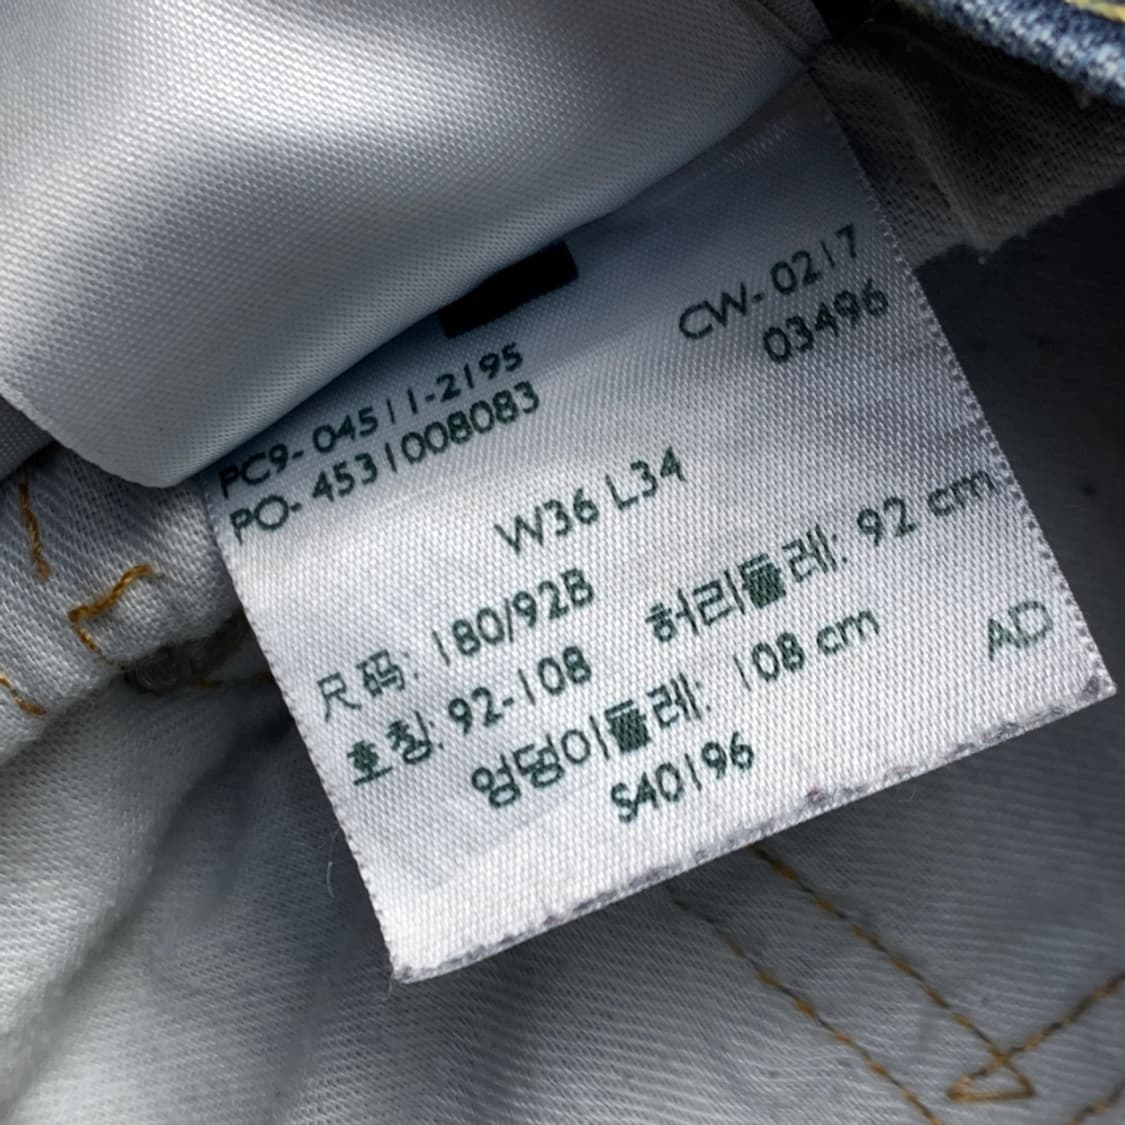 CW-0217
03496
PC9-04511-2195
PO-4531008083
W36 L34
尺码: 180/92B
호칭: 92-108 허리둘레: 92 cm
엉덩이둘레: 108 cm
AD
S40196